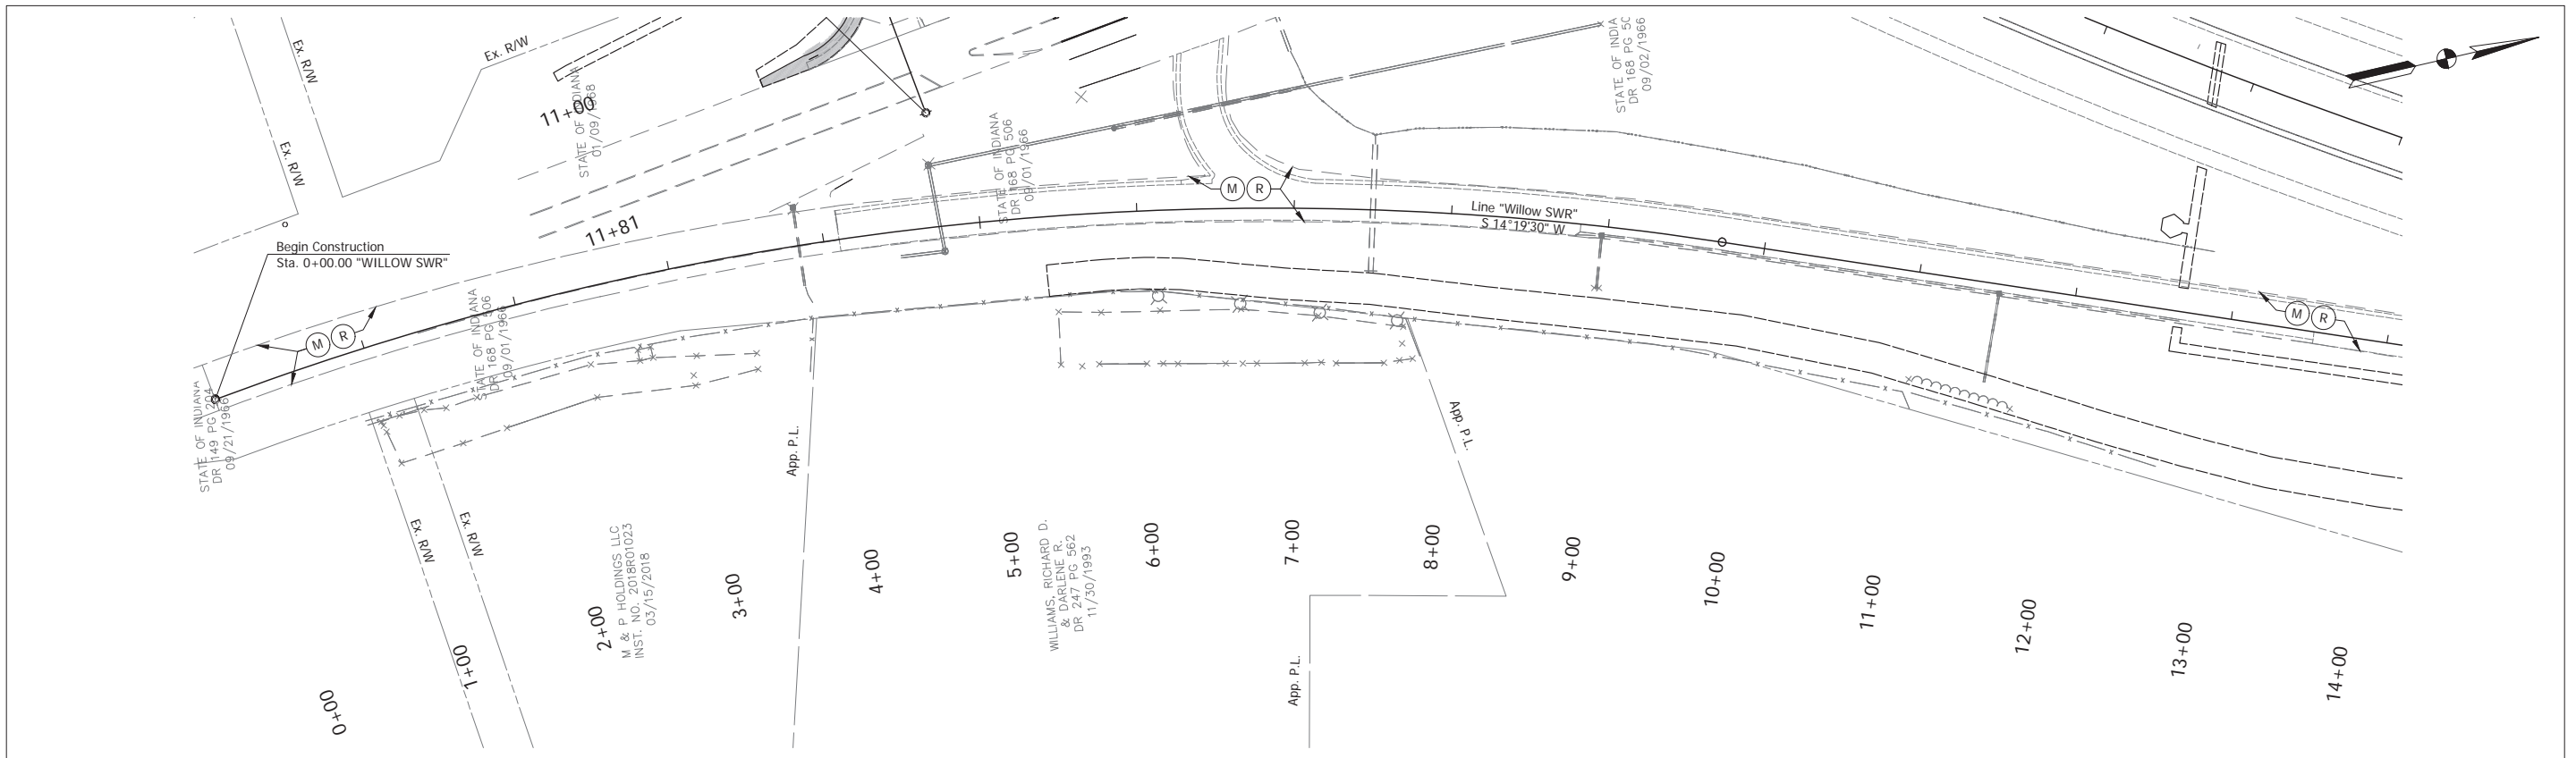 Ex. R/W
Ex. R/W
Ex. R/W
11+00
STATE OF INDIANA
01/09/1968
11+81
STATE OF INDIANA
DR 168 PG 506
09/01/1966
STATE OF INDIA
DR 168 PG 50
09/02/1966
M
R
Line "Willow SWR"
S 14°19'30" W
Begin Construction
Sta. 0+00.00 "WILLOW SWR"
M
R
STATE OF INDIANA
DR 168 PG 506
09/01/1966
M
R
STATE OF INDIANA
DR 149 PG 204
09/21/1966
App. P.L.
App. P.L.
Ex. R/W
Ex. R/W
M & P HOLDINGS LLC
INST. NO. 2018R01023
03/15/2018
WILLIAMS, RICHARD D.
& DARLENE R.
DR 247 PG 562
11/30/1993
App. P.L.
0+00
1+00
2+00
3+00
4+00
5+00
6+00
7+00
8+00
9+00
10+00
11+00
12+00
13+00
14+00